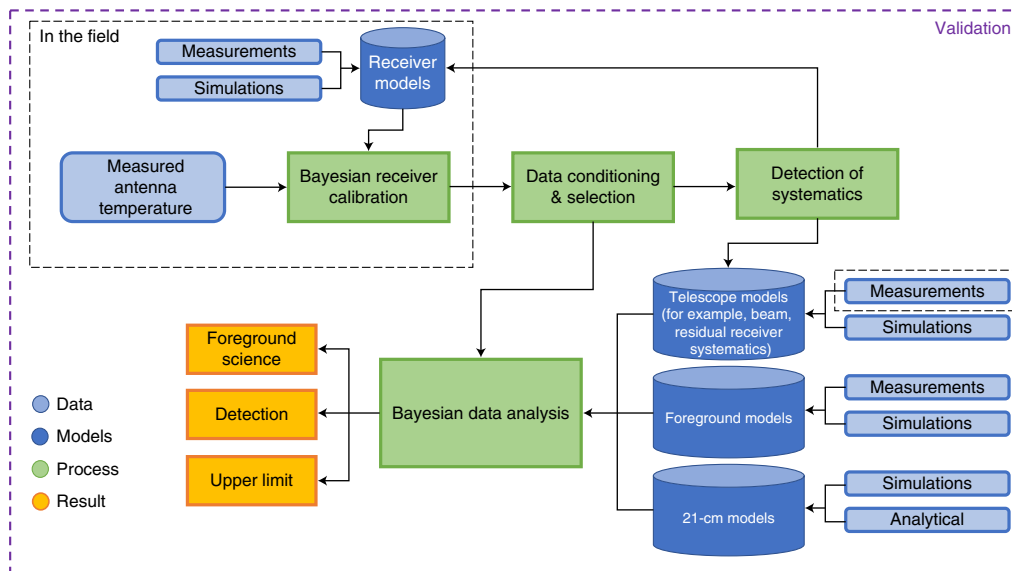 Validation
In the field
Measurements
Simulations
Receiver
models
Measured
antenna
temperature
Bayesian receiver
calibration
Data conditioning
& selection
Detection of
systematics
Telescope models
(for example, beam,
residual receiver
systematics)
Measurements
Simulations
Foreground models
Measurements
Simulations
21-cm models
Simulations
Analytical
Bayesian data analysis
Foreground
science
Detection
Upper limit
Data
Models
Process
Result